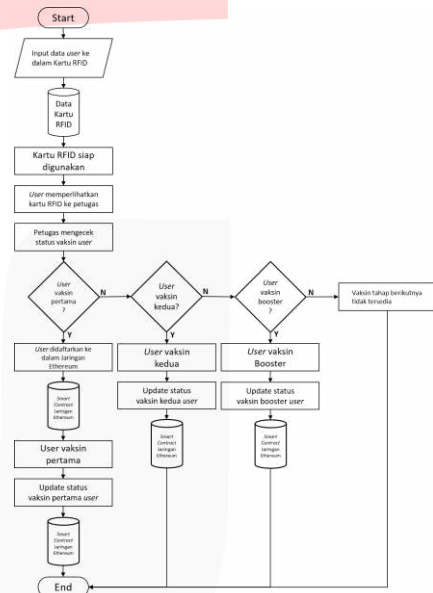 Start
Input data user ke
dalam Kartu RFID
Data
Kartu
RFID
Kartu RFID siap
digunakan
User memperlihatkan
kartu RFID ke petugas
Petugas mengecek
status vaksin user
User
vaksin
pertama
?
N
User
vaksin
kedua?
N
User
vaksin
booster
?
N
Vaksin tahap berikutnya
tidak tersedia
Y
Y
Y
User didaftarkan ke
dalam Jaringan
Ethereum
User vaksin
kedua
User vaksin
Booster
Smart
Contract
Jaringan
Ethereum
Update status
vaksin kedua user
Update status
vaksin booster user
Smart
Contract
Jaringan
Ethereum
Smart
Contract
Jaringan
Ethereum
User vaksin
pertama
Update status
vaksin pertama user
Smart
Contract
Jaringan
Ethereum
End